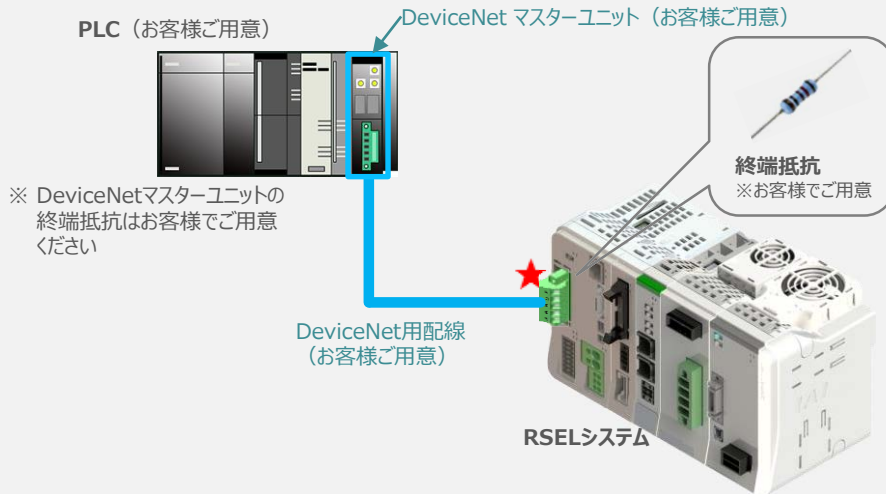 DeviceNet マスターユニット（お客様ご用意）
PLC（お客様ご用意）
終端抵抗
※お客様でご用意
※ DeviceNetマスターユニットの
終端抵抗はお客様でご用意
ください
DeviceNet用配線
（お客様ご用意）
RSELシステム